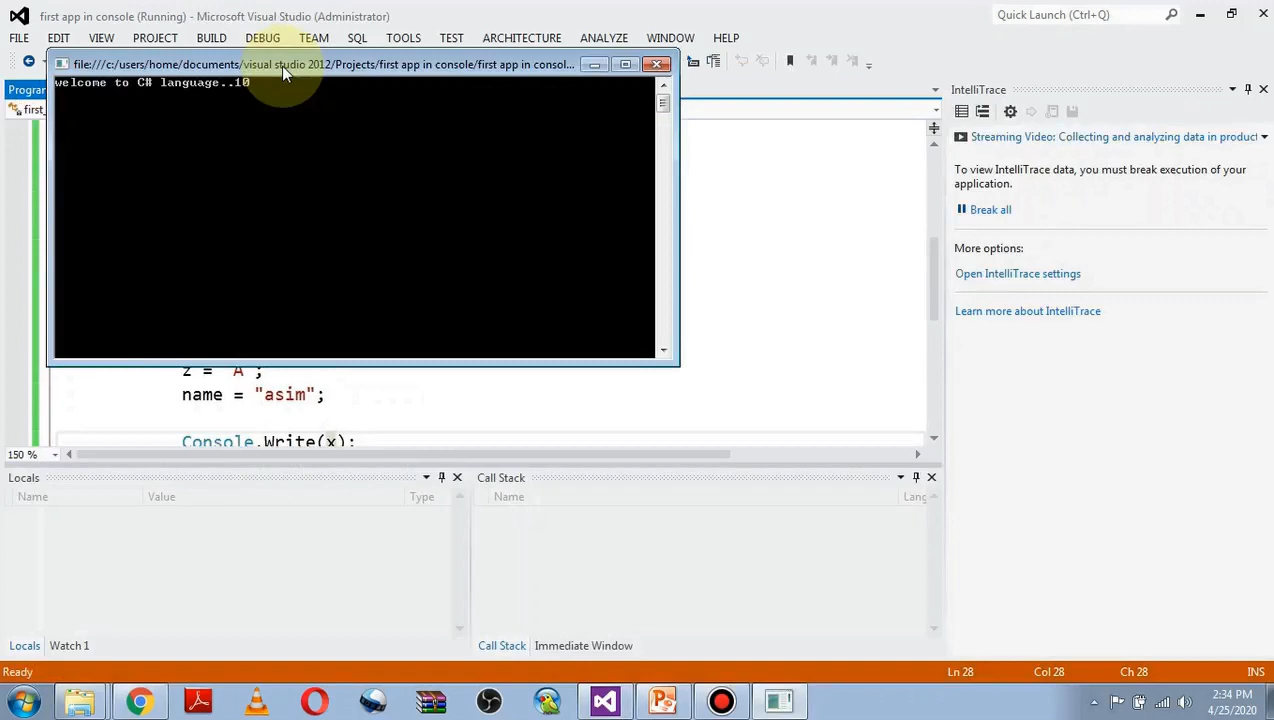 first app in console (Running) - Microsoft Visual Studio (Administrator)
Quick Launch (Ctrl+Q)
FILE EDIT VIEW PROJECT BUILD DEBUG TEAM SQL TOOLS TEST ARCHITECTURE ANALYZE WINDOW HELP
file:///c:/users/home/documents/visual studio 2012/Projects/first app in console/first app in consol...
welcome to C# language..10
Program
first_
IntelliTrace
Streaming Video: Collecting and analyzing data in product
To view IntelliTrace data, you must break execution of your
application.
Break all
More options:
Open IntelliTrace settings
Learn more about IntelliTrace
z = 'A';
name = "asim";
Console.Write(x);
150 %
Locals
Name Value Type
Call Stack
Name Lang
Locals Watch 1
Call Stack Immediate Window
Ready
Ln 28 Col 28 Ch 28 INS
2:34 PM
4/25/2020